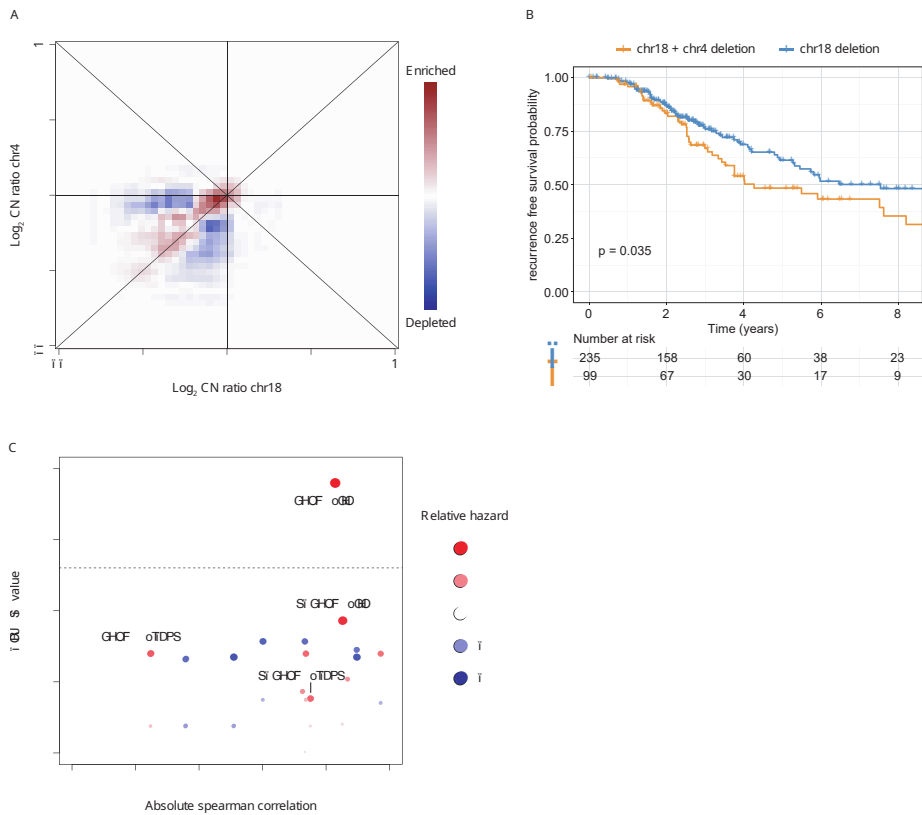 A
1
Log2 CN ratio chr4
Enriched
Depleted
1
Log2 CN ratio chr18
B
chr18 + chr4 deletion
chr18 deletion
recurrence free survival probability
1.00
0.75
0.50
0.25
0.00
p = 0.035
0 2 4 6 8
Time (years)
Number at risk
235 158 60 38 23
99 67 30 17 9
C
value
Relative hazard
Absolute spearman correlation